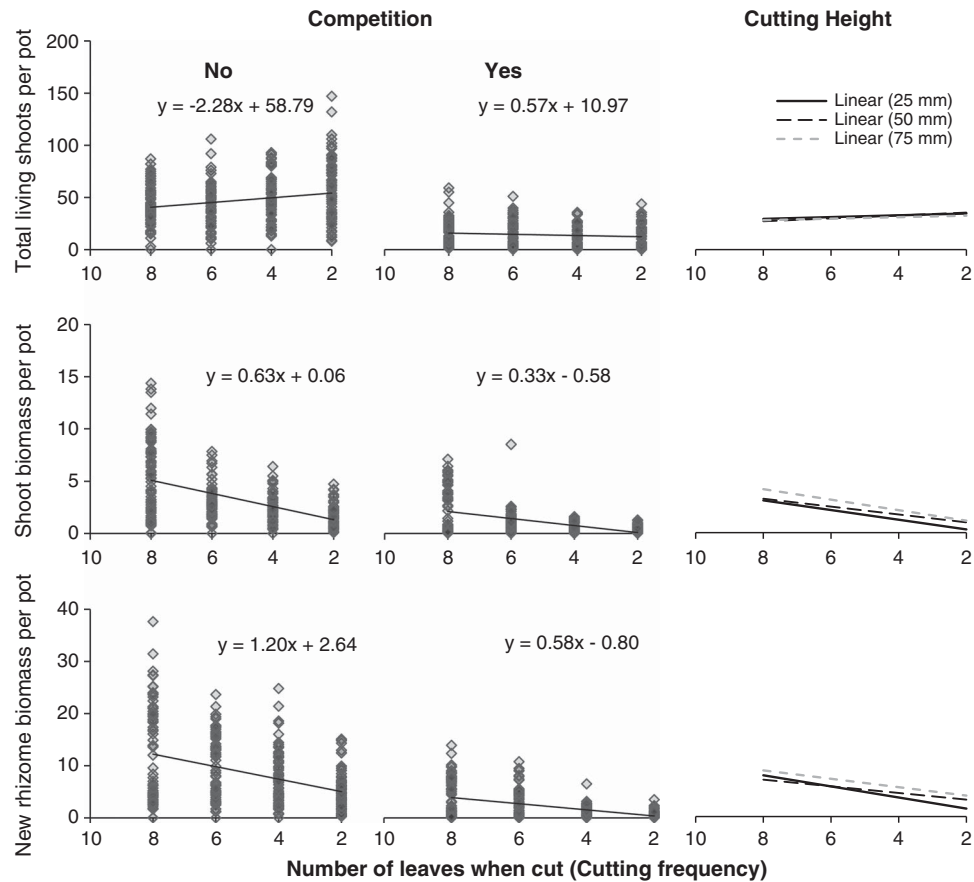 Competition
Cutting Height
Total living shoots per pot
200
150
100
50
0
No
y = -2.28x + 58.79
10 8 6 4 2
Yes
y = 0.57x + 10.97
10 8 6 4 2
Linear (25 mm)
Linear (50 mm)
Linear (75 mm)
10 8 6 4 2
Shoot biomass per pot
20
15
10
5
0
y = 0.63x + 0.06
10 8 6 4 2
y = 0.33x - 0.58
10 8 6 4 2
10 8 6 4 2
New rhizome biomass per pot
40
30
20
10
0
y = 1.20x + 2.64
10 8 6 4 2
y = 0.58x - 0.80
10 8 6 4 2
10 8 6 4 2
Number of leaves when cut (Cutting frequency)